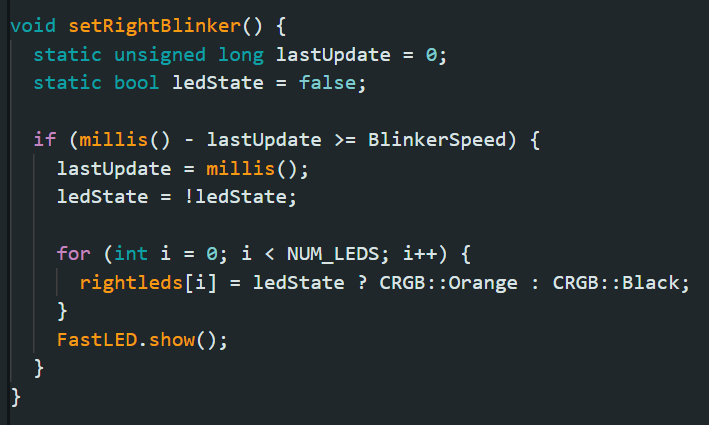 void setRightBlinker() {
  static unsigned long lastUpdate = 0;
  static bool ledState = false;

  if (millis() - lastUpdate >= BlinkerSpeed) {
    lastUpdate = millis();
    ledState = !ledState;

    for (int i = 0; i < NUM_LEDS; i++) {
      rightleds[i] = ledState ? CRGB::Orange : CRGB::Black;
    }
    FastLED.show();
  }
}